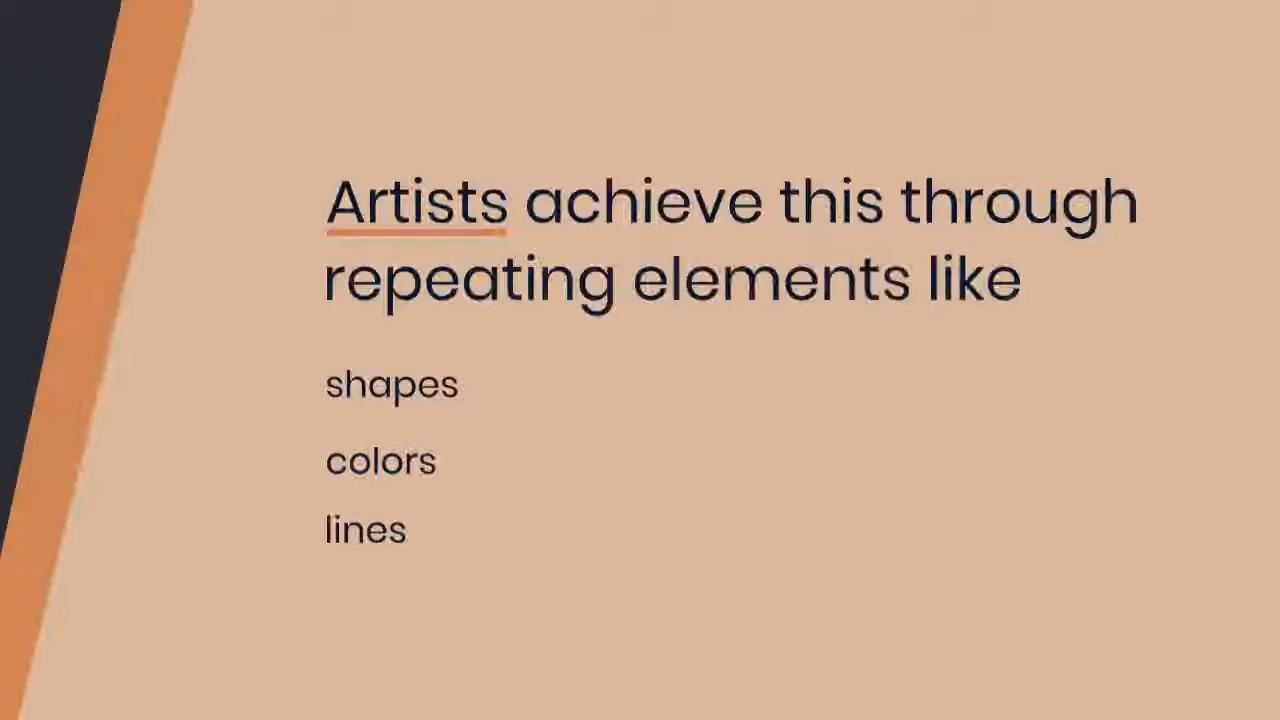 Artists achieve this through
repeating elements like
shapes
colors
lines